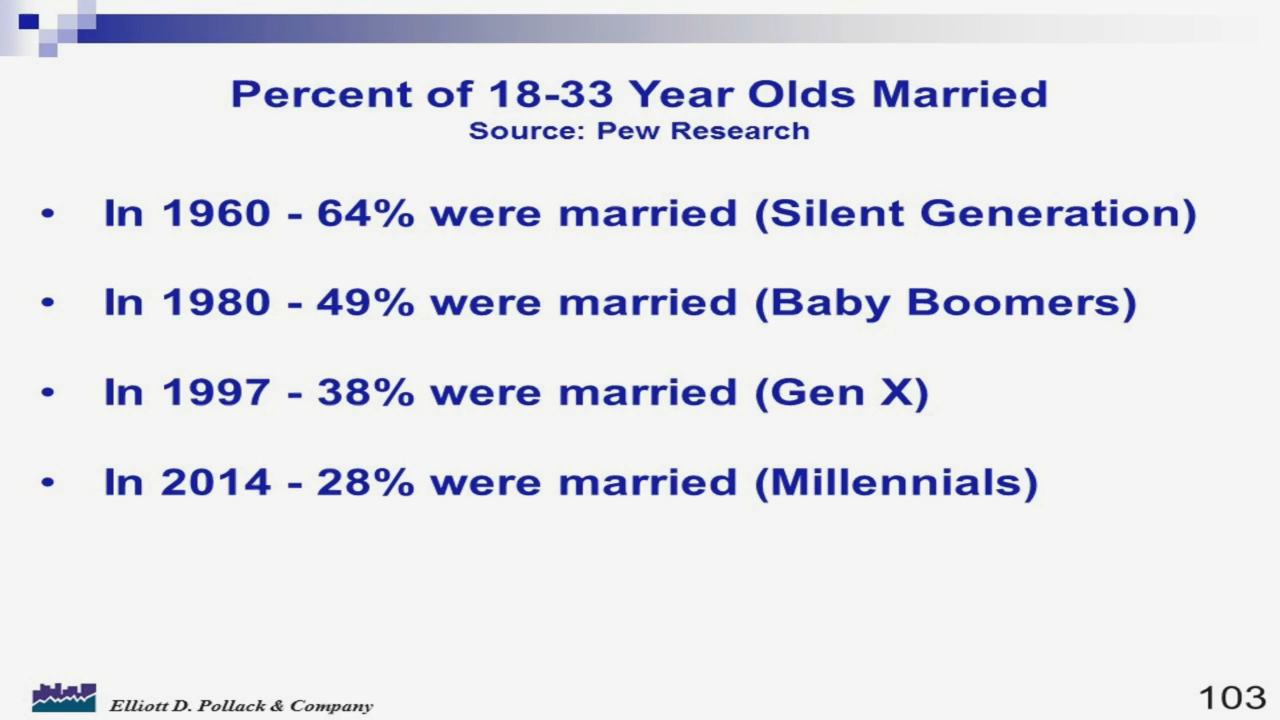 Percent of 18-33 Year Olds Married
Source: Pew Research
• In 1960 - 64% were married (Silent Generation)
• In 1980 - 49% were married (Baby Boomers)
• In 1997 - 38% were married (Gen X)
• In 2014 - 28% were married (Millennials)
Elliott D. Pollack & Company
103